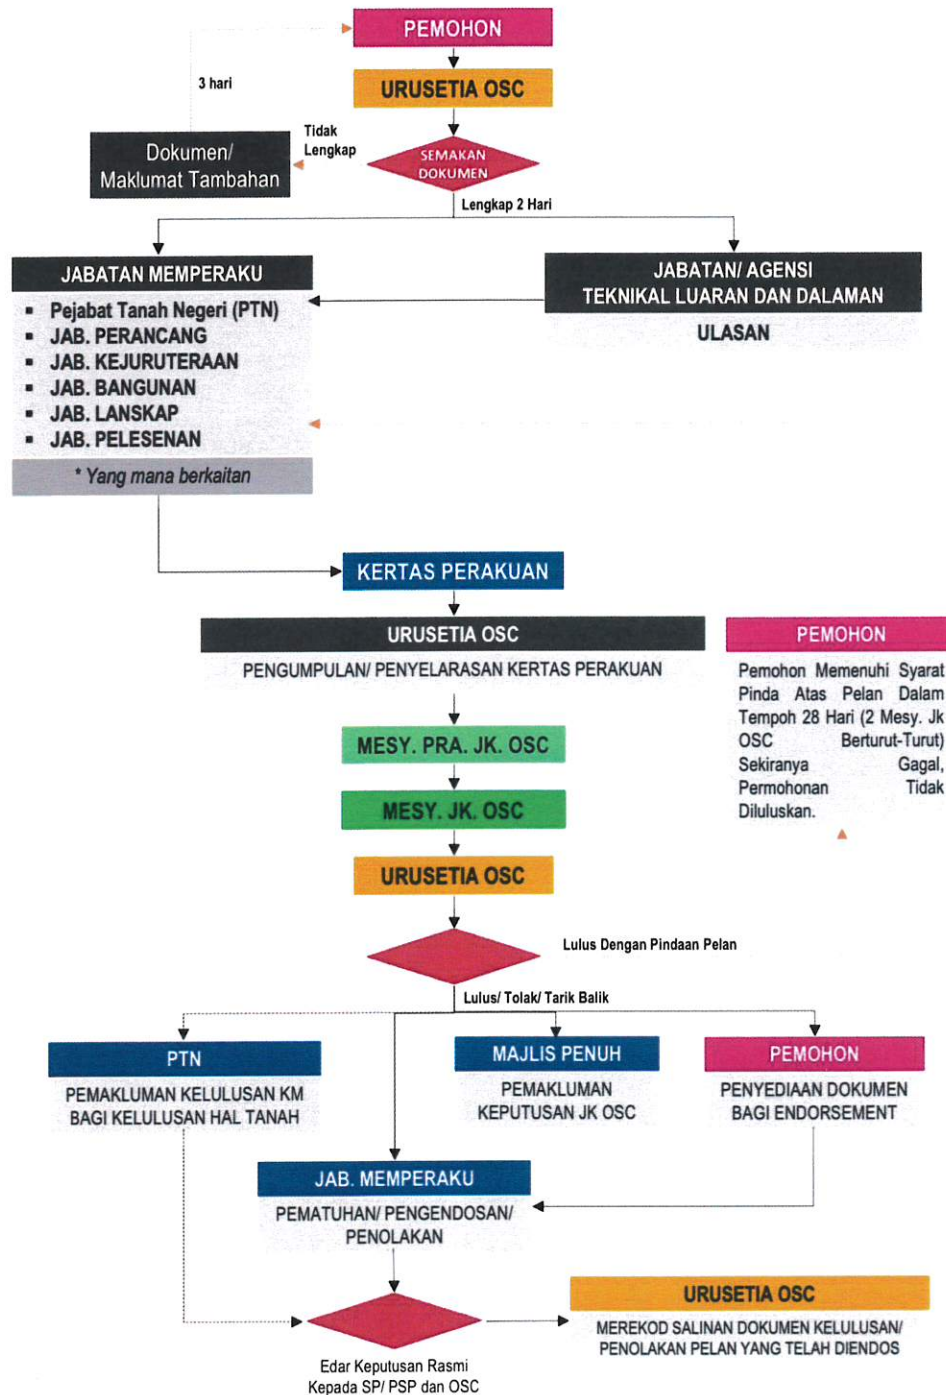 PEMOHON
URUSETIA OSC
3 hari
Tidak
Lengkap
Dokumen/
Maklumat Tambahan
SEMAKAN
DOKUMEN
Lengkap 2 Hari
JABATAN MEMPERAKU
▪ Pejabat Tanah Negeri (PTN)
▪ JAB. PERANCANG
▪ JAB. KEJURUTERAAN
▪ JAB. BANGUNAN
▪ JAB. LANSKAP
▪ JAB. PELESENAN
* Yang mana berkaitan
JABATAN/ AGENSI
TEKNIKAL LUARAN DAN DALAMAN
ULASAN
KERTAS PERAKUAN
URUSETIA OSC
PENGUMPULAN/ PENYELARASAN KERTAS PERAKUAN
PEMOHON
Pemohon Memenuhi Syarat
Pinda Atas Pelan Dalam
Tempoh 28 Hari (2 Mesy. Jk
OSC Berturut-Turut)
Sekiranya Gagal,
Permohonan Tidak
Diluluskan.
MESY. PRA. JK. OSC
MESY. JK. OSC
URUSETIA OSC
Lulus Dengan Pindaan Pelan
Lulus/ Tolak/ Tarik Balik
PTN
PEMAKLUMAN KELULUSAN KM
BAGI KELULUSAN HAL TANAH
MAJLIS PENUH
PEMAKLUMAN
KEPUTUSAN JK OSC
PEMOHON
PENYEDIAAN DOKUMEN
BAGI ENDORSEMENT
JAB. MEMPERAKU
PEMATUHAN/ PENGENDOSAN/
PENOLAKAN
Edar Keputusan Rasmi
Kepada SP/ PSP dan OSC
URUSETIA OSC
MEREKOD SALINAN DOKUMEN KELULUSAN/
PENOLAKAN PELAN YANG TELAH DIENDOS